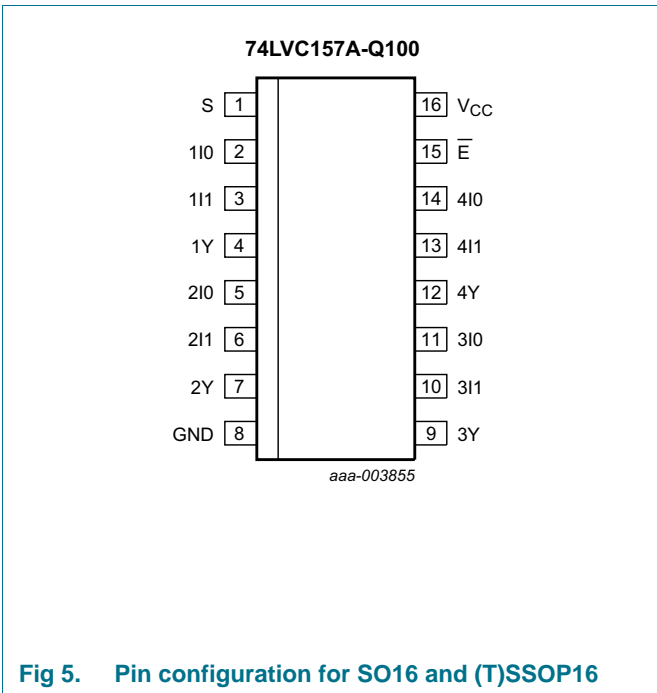 74LVC157A-Q100
S 1 16 VCC
1I0 2 15 E̅
1I1 3 14 4I0
1Y 4 13 4I1
2I0 5 12 4Y
2I1 6 11 3I0
2Y 7 10 3I1
GND 8 9 3Y
aaa-003855
Fig 5. Pin configuration for SO16 and (T)SSOP16